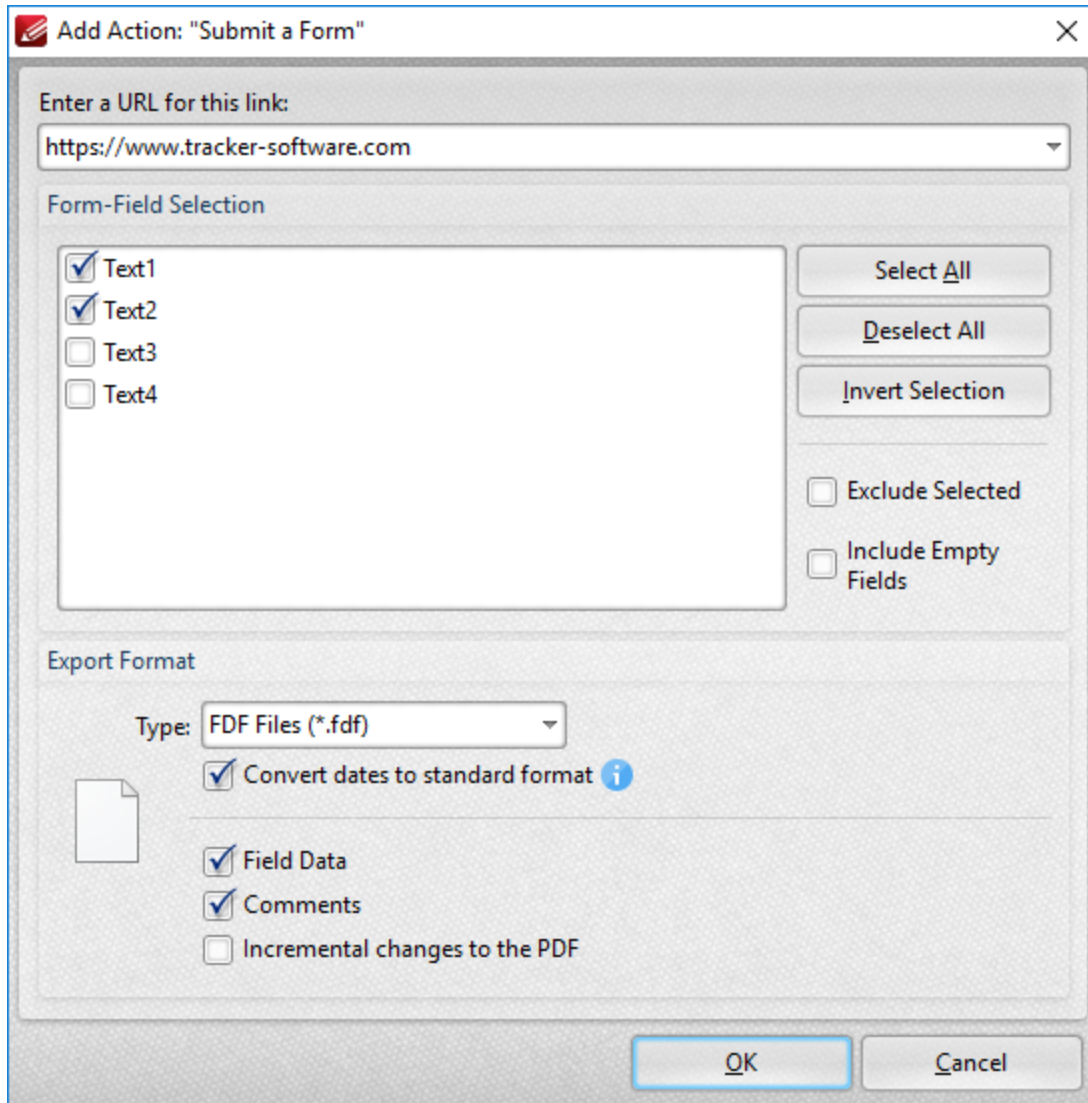 Add Action: "Submit a Form"
Enter a URL for this link:
https://www.tracker-software.com
Form-Field Selection
Text1
Text2
Text3
Text4
Select All
Deselect All
Invert Selection
Exclude Selected
Include Empty
Fields
Export Format
Type: FDF Files (*.fdf)
Convert dates to standard format i
Field Data
Comments
Incremental changes to the PDF
OK Cancel